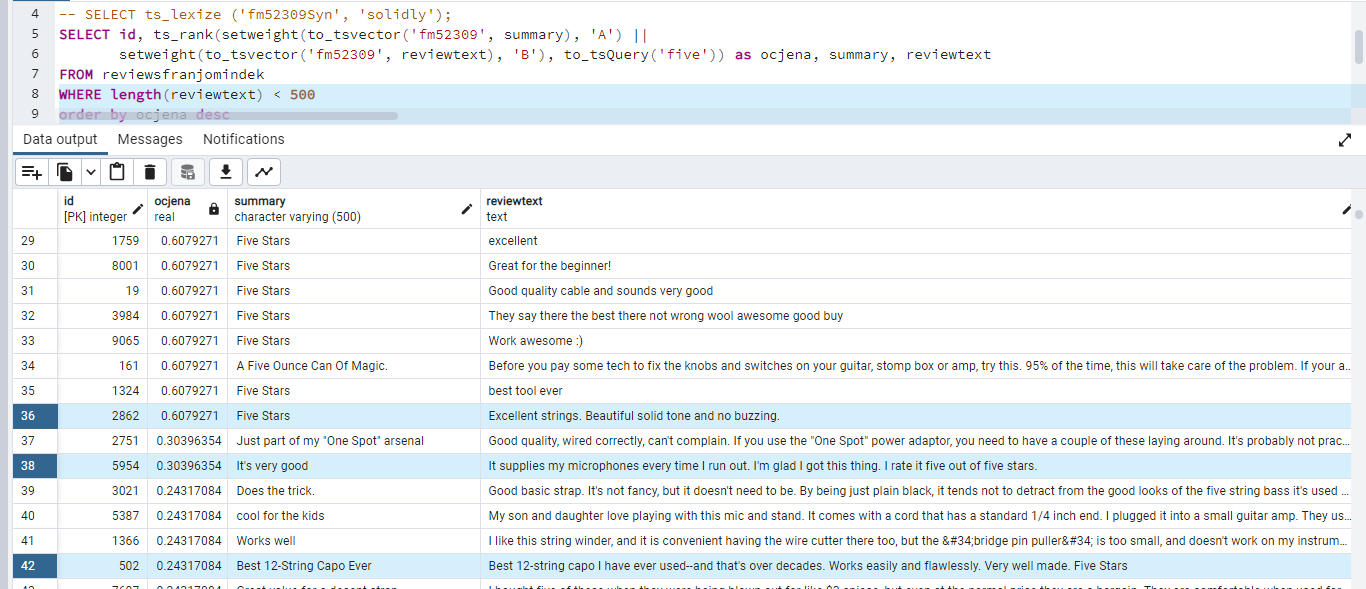 4 -- SELECT ts_lexize ('fm52309Syn', 'solidly');
5 SELECT id, ts_rank(setweight(to_tsvector('fm52309', summary), 'A') ||
6 setweight(to_tsvector('fm52309', reviewtext), 'B'), to_tsQuery('five')) as ocjena, summary, reviewtext
7 FROM reviewsfranjomindek
8 WHERE length(reviewtext) < 500
9 order by ocjena desc
Data output Messages Notifications
id ocjena summary reviewtext
[PK] integer real character varying (500) text
29 1759 0.6079271 Five Stars excellent
30 8001 0.6079271 Five Stars Great for the beginner!
31 19 0.6079271 Five Stars Good quality cable and sounds very good
32 3984 0.6079271 Five Stars They say there the best there not wrong wool awesome good buy
33 9065 0.6079271 Five Stars Work awesome :)
34 161 0.6079271 A Five Ounce Can Of Magic. Before you pay some tech to fix the knobs and switches on your guitar, stomp box or amp, try this. 95% of the time, this will take care of the problem. If your a...
35 1324 0.6079271 Five Stars best tool ever
36 2862 0.6079271 Five Stars Excellent strings. Beautiful solid tone and no buzzing.
37 2751 0.30396354 Just part of my "One Spot" arsenal Good quality, wired correctly, can't complain. If you use the "One Spot" power adaptor, you need to have a couple of these laying around. It's probably not prac...
38 5954 0.30396354 It's very good It supplies my microphones every time I run out. I'm glad I got this thing. I rate it five out of five stars.
39 3021 0.24317084 Does the trick. Good basic strap. It's not fancy, but it doesn't need to be. By being just plain black, it tends not to detract from the good looks of the five string bass it's used ...
40 5387 0.24317084 cool for the kids My son and daughter love playing with this mic and stand. It comes with a cord that has a standard 1/4 inch end. I plugged it into a small guitar amp. They us...
41 1366 0.24317084 Works well I like this string winder, and it is convenient having the wire cutter there too, but the &#34;bridge pin puller&#34; is too small, and doesn't work on my instrum...
42 502 0.24317084 Best 12-String Capo Ever Best 12-string capo I have ever used--and that's over decades. Works easily and flawlessly. Very well made. Five Stars